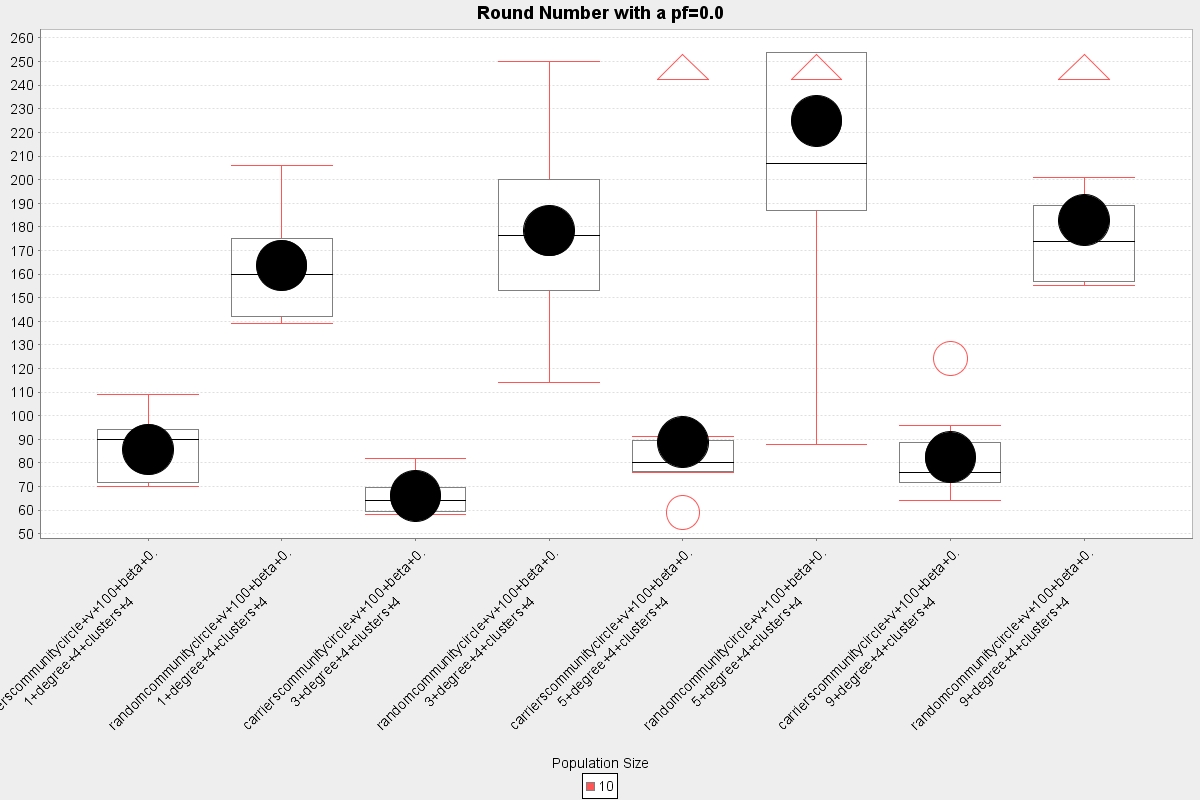 Round Number with a pf=0.0
260
250
240
230
220
210
200
190
180
170
160
150
140
130
120
110
100
90
80
70
60
50
erscommunitycircle+v+100+beta+0.
1+degree+4+clusters+4
randomcommunitycircle+v+100+beta+0.
1+degree+4+clusters+4
carrierscommunitycircle+v+100+beta+0.
3+degree+4+clusters+4
randomcommunitycircle+v+100+beta+0.
3+degree+4+clusters+4
carrierscommunitycircle+v+100+beta+0.
5+degree+4+clusters+4
randomcommunitycircle+v+100+beta+0.
5+degree+4+clusters+4
carrierscommunitycircle+v+100+beta+0.
9+degree+4+clusters+4
randomcommunitycircle+v+100+beta+0.
9+degree+4+clusters+4
Population Size
10